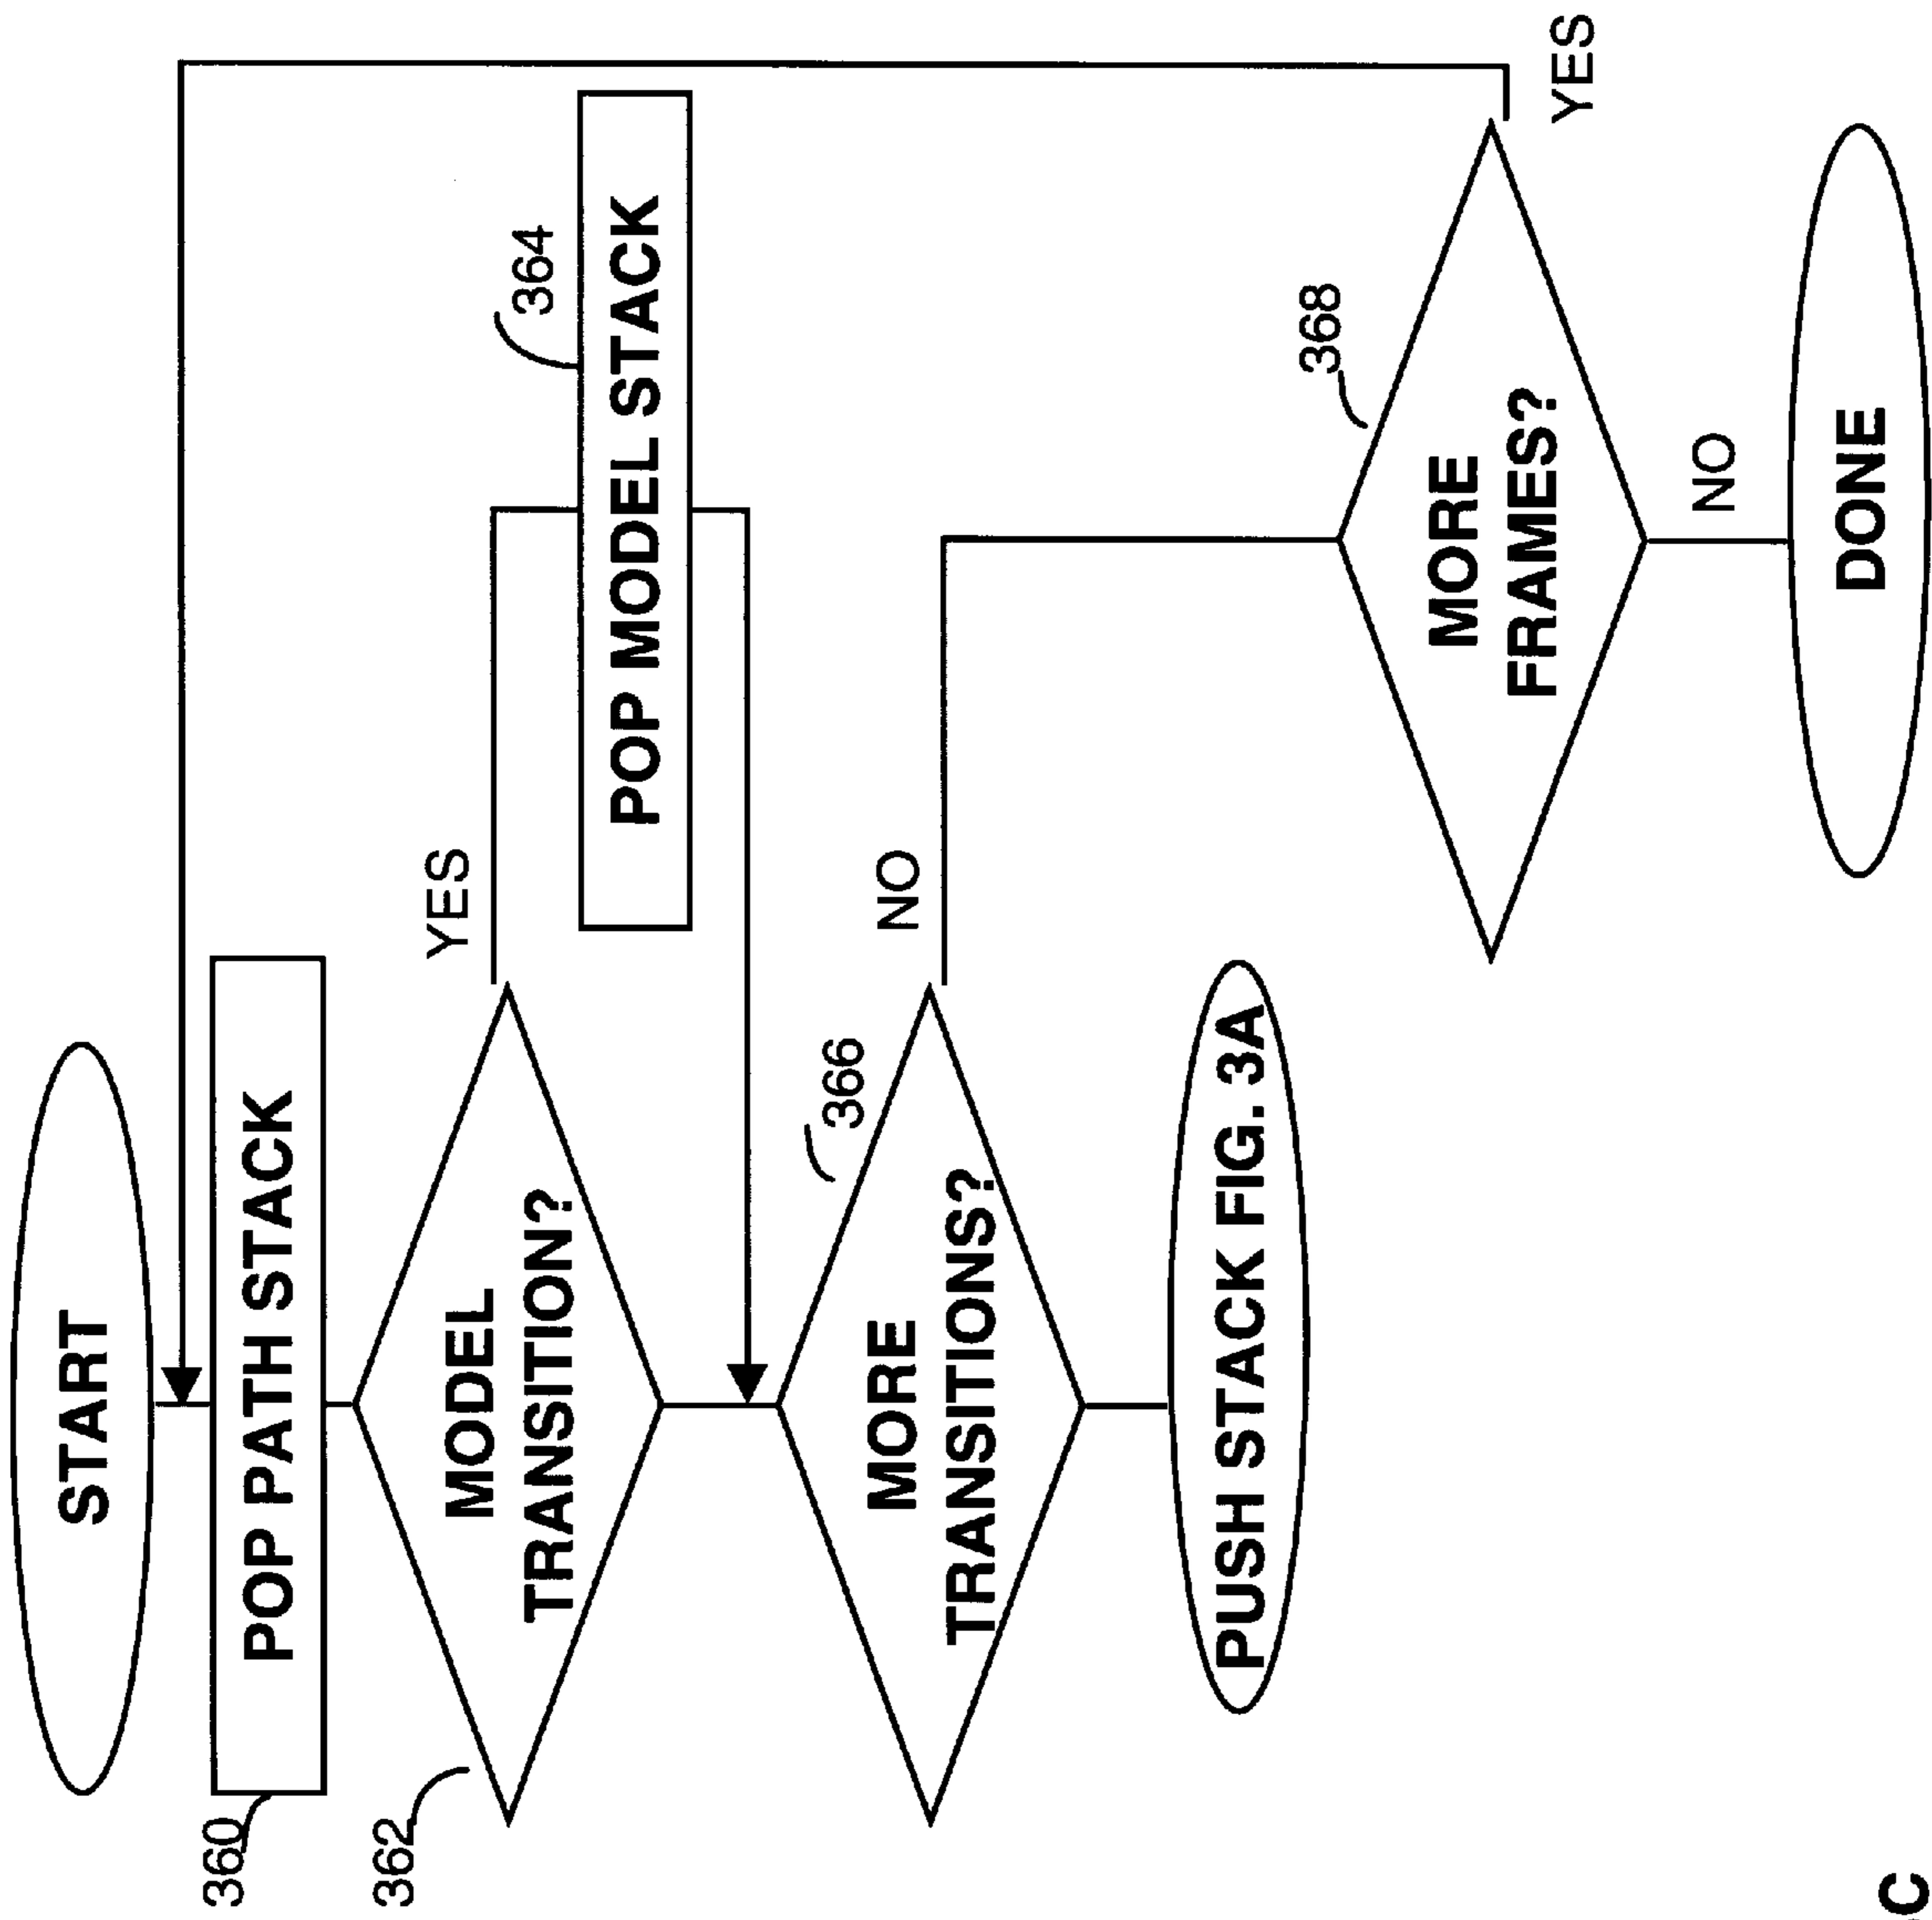 START
360
POP PATH STACK
362
MODEL
TRANSITION?
YES
364
POP MODEL STACK
366
MORE
TRANSITIONS?
NO
PUSH STACK FIG. 3A
368
MORE
FRAMES?
YES
NO
DONE
C